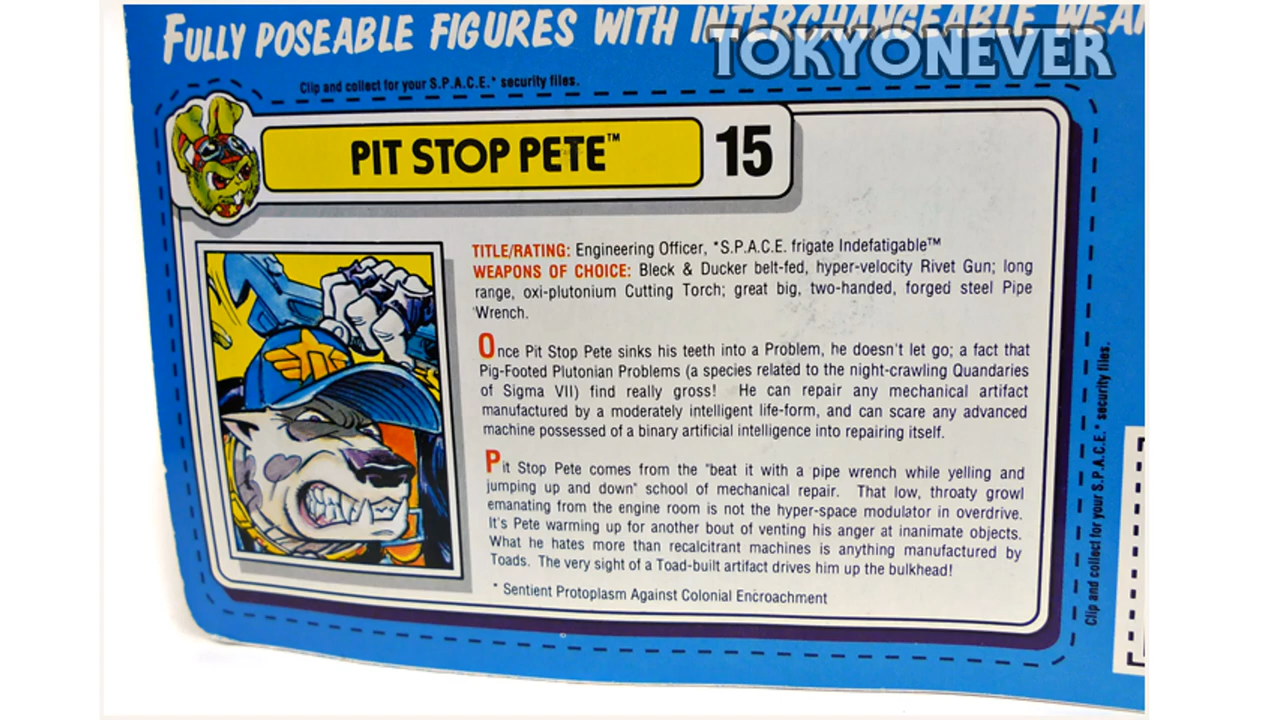 FULLY POSEABLE FIGURES WITH INTERCHANGEABLE
TOKYONEVER
Clip and collect for your S.P.A.C.E.* security files.
PIT STOP PETE™ 15
TITLE/RATING: Engineering Officer, *S.P.A.C.E. frigate Indefatigable™
WEAPONS OF CHOICE: Bleck & Ducker belt-fed, hyper-velocity Rivet Gun; long
range, oxi-plutonium Cutting Torch; great big, two-handed, forged steel Pipe
Wrench.
Once Pit Stop Pete sinks his teeth into a Problem, he doesn't let go; a fact that
Pig-Footed Plutonian Problems (a species related to the night-crawling Quandaries
of Sigma VII) find really gross! He can repair any mechanical artifact
manufactured by a moderately intelligent life-form, and can scare any advanced
machine possessed of a binary artificial intelligence into repairing itself.
Pit Stop Pete comes from the "beat it with a pipe wrench while yelling and
jumping up and down" school of mechanical repair. That low, throaty growl
emanating from the engine room is not the hyper-space modulator in overdrive.
It's Pete warming up for another bout of venting his anger at inanimate objects.
What he hates more than recalcitrant machines is anything manufactured by
Toads. The very sight of a Toad-built artifact drives him up the bulkhead!
* Sentient Protoplasm Against Colonial Encroachment
Clip and collect for your S.P.A.C.E.* security files.